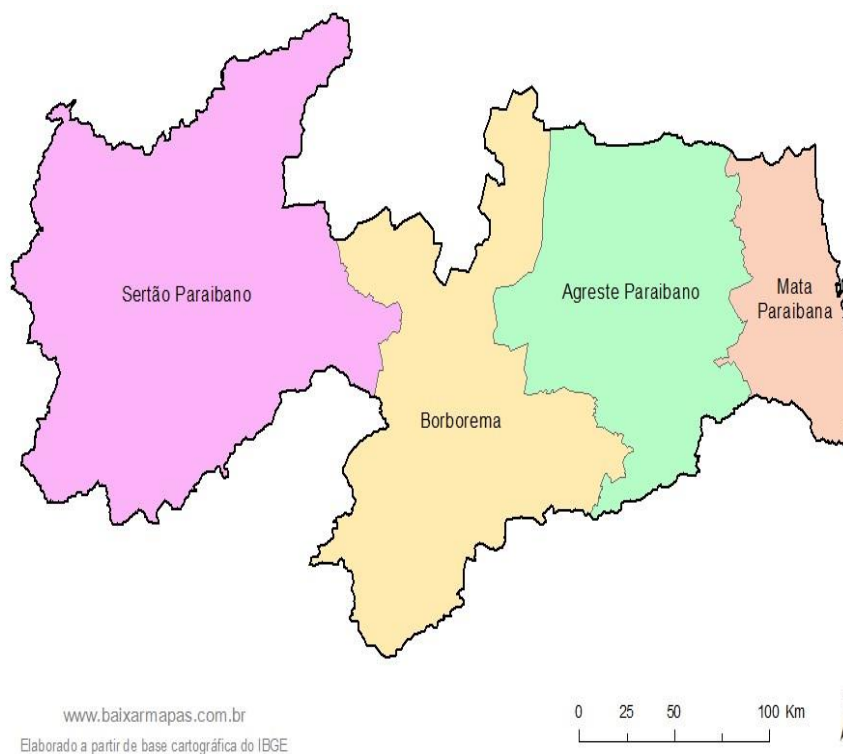 Sertão Paraibano
Agreste Paraibano
Mata
Paraibana
Borborema
www.baixarmapas.com.br
Elaborado a partir de base cartográfica do IBGE
0 25 50 100 Km